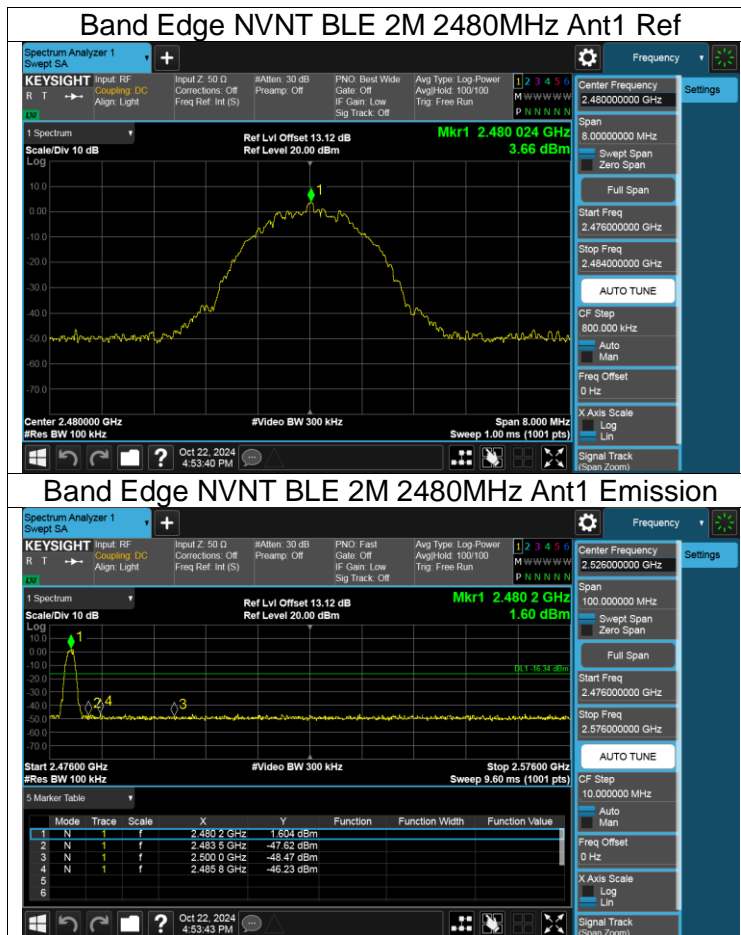 Band Edge NVNT BLE 2M 2480MHz Ant1 Ref
Spectrum Analyzer 1
Swept SA
+
Frequency
KEYSIGHT
R T
LXI
Input: RF
Coupling: DC
Align: Light
Input Z: 50 Ω
Corrections: Off
Freq Ref: Int (S)
#Atten: 30 dB
Preamp: Off
PNO: Best Wide
Gate: Off
IF Gain: Low
Sig Track: Off
Avg Type: Log-Power
Avg|Hold: 100/100
Trig: Free Run
1 2 3 4 5 6
M W W W W W
P N N N N N
Center Frequency
2.480000000 GHz
Settings
Span
8.00000000 MHz
Swept Span
Zero Span
Full Span
Start Freq
2.476000000 GHz
Stop Freq
2.484000000 GHz
AUTO TUNE
CF Step
800.000 kHz
Auto
Man
Freq Offset
0 Hz
X Axis Scale
Log
Lin
Signal Track
(Span Zoom)
1 Spectrum
Scale/Div 10 dB
Ref Lvl Offset 13.12 dB
Ref Level 20.00 dBm
Mkr1 2.480 024 GHz
3.66 dBm
Log
1
10.0
0.00
-10.0
-20.0
-30.0
-40.0
-50.0
-60.0
-70.0
Center 2.480000 GHz
#Video BW 300 kHz
Span 8.000 MHz
#Res BW 100 kHz
Sweep 1.00 ms (1001 pts)
?
Oct 22, 2024
4:53:40 PM
Band Edge NVNT BLE 2M 2480MHz Ant1 Emission
Spectrum Analyzer 1
Swept SA
+
Frequency
KEYSIGHT
R T
LXI
Input: RF
Coupling: DC
Align: Light
Input Z: 50 Ω
Corrections: Off
Freq Ref: Int (S)
#Atten: 30 dB
Preamp: Off
PNO: Fast
Gate: Off
IF Gain: Low
Sig Track: Off
Avg Type: Log-Power
Avg|Hold: 100/100
Trig: Free Run
1 2 3 4 5 6
M W W W W W
P N N N N N
Center Frequency
2.526000000 GHz
Settings
Span
100.000000 MHz
Swept Span
Zero Span
Full Span
Start Freq
2.476000000 GHz
Stop Freq
2.576000000 GHz
AUTO TUNE
CF Step
10.000000 MHz
Auto
Man
Freq Offset
0 Hz
X Axis Scale
Log
Lin
Signal Track
(Span Zoom)
1 Spectrum
Scale/Div 10 dB
Ref Lvl Offset 13.12 dB
Ref Level 20.00 dBm
Mkr1 2.480 2 GHz
1.60 dBm
Log
1
10.0
0.00
-10.0
DL1 -16.34 dBm
-20.0
-30.0
-40.0
2 4
3
-50.0
-60.0
-70.0
Start 2.47600 GHz
#Video BW 300 kHz
Stop 2.57600 GHz
#Res BW 100 kHz
Sweep 9.60 ms (1001 pts)
5 Marker Table
Mode Trace Scale X Y Function Function Width Function Value
1 N 1 f 2.480 2 GHz 1.604 dBm
2 N 1 f 2.483 5 GHz -47.62 dBm
3 N 1 f 2.500 0 GHz -48.47 dBm
4 N 1 f 2.485 8 GHz -46.23 dBm
5
6
?
Oct 22, 2024
4:53:43 PM